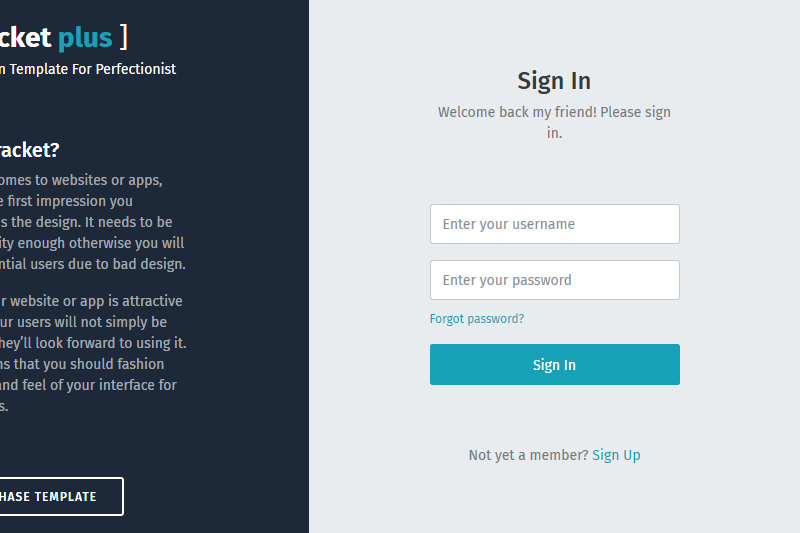 cket plus ]
n Template For Perfectionist
racket?
omes to websites or apps,
e first impression you
s the design. It needs to be
ity enough otherwise you will
ntial users due to bad design.
r website or app is attractive
ur users will not simply be
hey'll look forward to using it.
ns that you should fashion
and feel of your interface for
s.
HASE TEMPLATE
Sign In
Welcome back my friend! Please sign
in.
Enter your username
Enter your password
Forgot password?
Sign In
Not yet a member? Sign Up